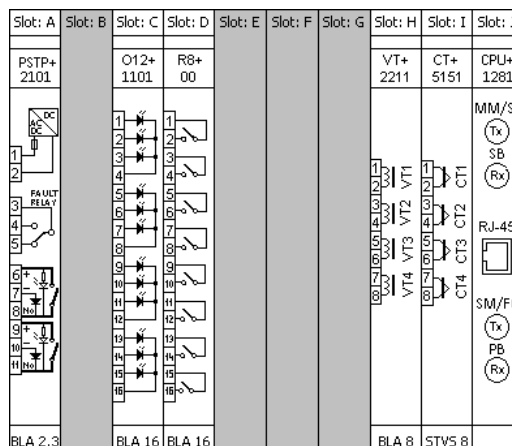 Slot: A Slot: B Slot: C Slot: D Slot: E Slot: F Slot: G Slot: H Slot: I Slot: J
PSTP+ O12+ R8+ VT+ CT+ CPU+
2101 1101 00 2211 5151 1281
AC
DC
DC
1
2
FAULT
RELAY
3
4
5
6 +
7 -
8 No
9 +
10 -
11 No
1
2
3
4
5
6
7
8
9
10
11
12
13
14
15
16
1
2
3
4
5
6
7
8
9
10
11
12
13
14
15
16
1
2
3
4
5
6
7
8
VT1
VT2
VT3
VT4
1
2
3
4
5
6
7
8
CT1
CT2
CT3
CT4
MM/S
Tx
SB
Rx
RJ-45
SM/F
Tx
PB
Rx
BLA 2.3 BLA 16 BLA 16 BLA 8 STVS 8